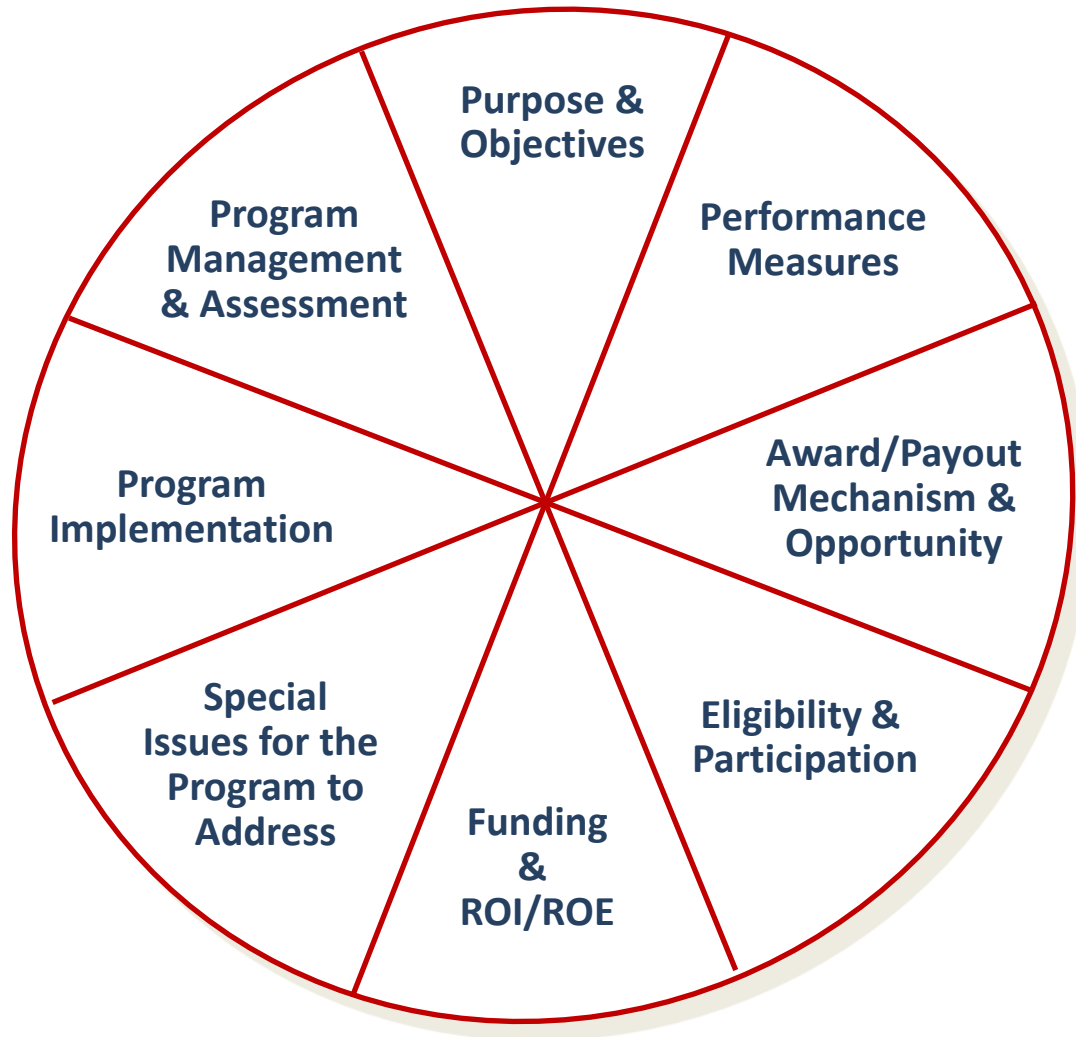 Purpose &
Objectives
Performance
Measures
Award/Payout
Mechanism &
Opportunity
Eligibility &
Participation
Funding
&
ROI/ROE
Special
Issues for the
Program to
Address
Program
Implementation
Program
Management
& Assessment